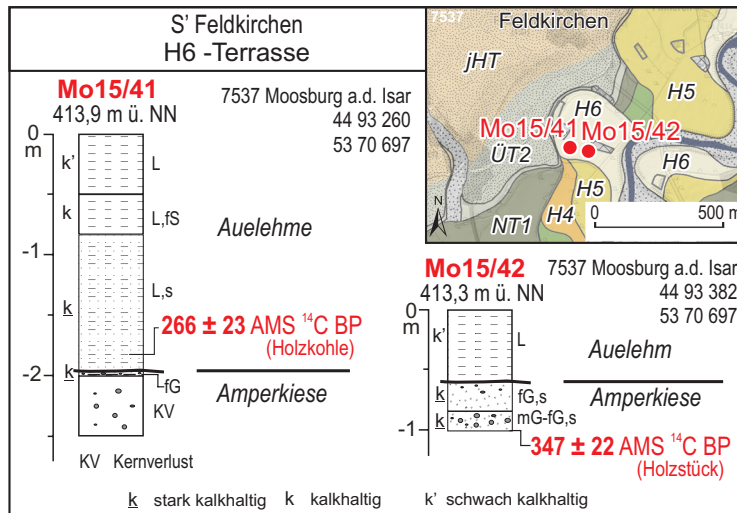 S' Feldkirchen
H6 -Terrasse
Mo15/41
413,9 m ü. NN
7537 Moosburg a.d. Isar
44 93 260
53 70 697
0
m
-1
-2
k'
k
k
k
L
L,fS
L,s
fG
KV
Auelehme
266 ± 23 AMS ¹⁴C BP
(Holzkohle)
Amperkiese
KV Kernverlust
7537
Feldkirchen
jHT
H5
H6
Mo15/41
Mo15/42
ÜT2
H6
H5
H4
NT1
N
0 500 m
Mo15/42
413,3 m ü. NN
7537 Moosburg a.d. Isar
44 93 382
53 70 697
0
m
-1
k'
k
k
L
fG,s
mG-fG,s
Auelehm
Amperkiese
347 ± 22 AMS ¹⁴C BP
(Holzstück)
k stark kalkhaltig k kalkhaltig k' schwach kalkhaltig